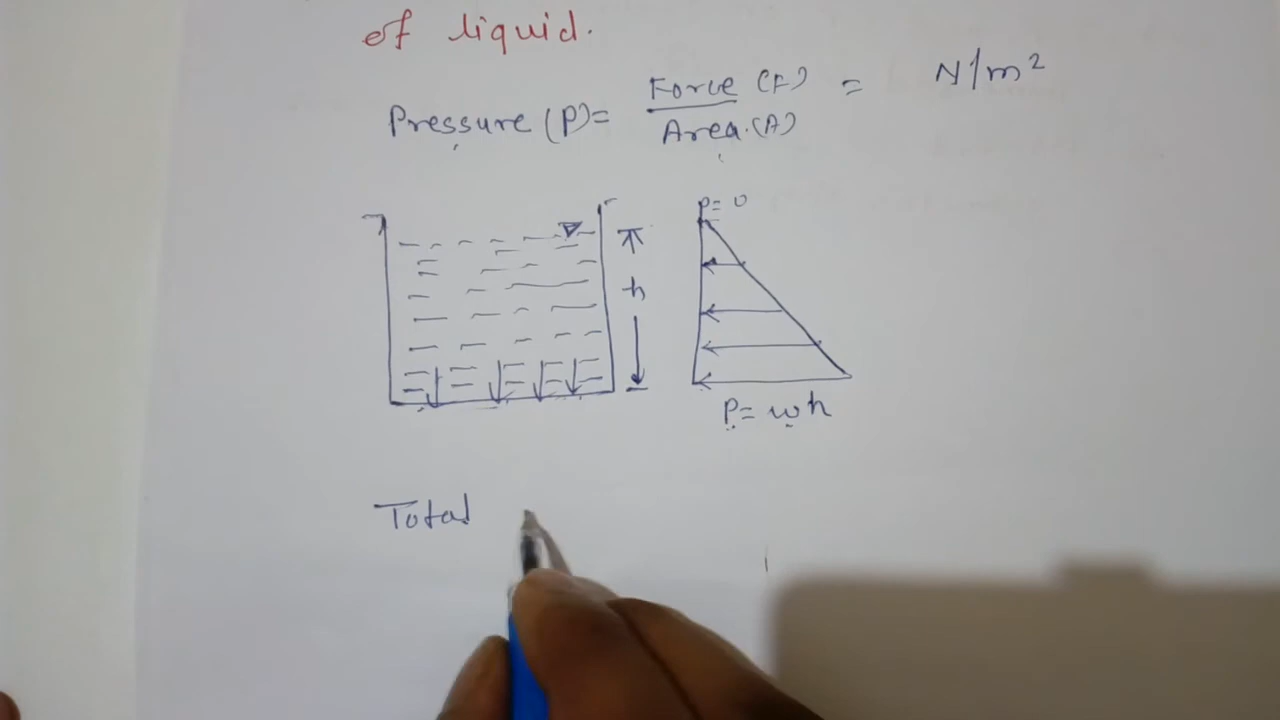 of liquid.
Pressure (P) = Force (F) / Area. (A) = N/m²
P = 0
h
P = wh
Total